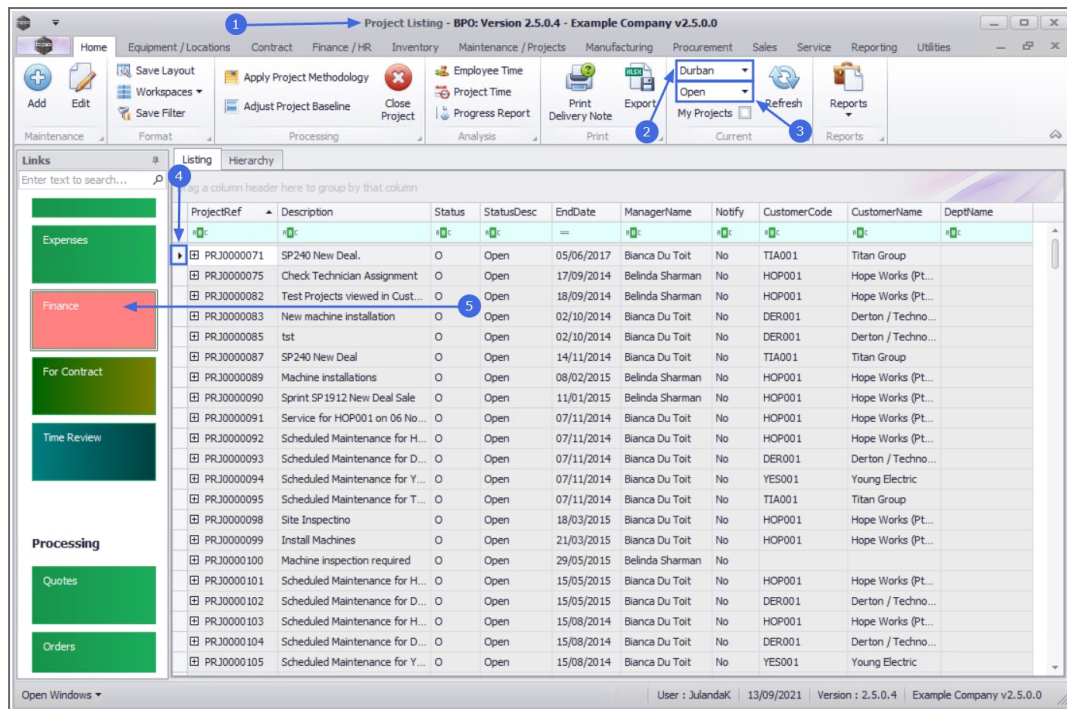 1
Project Listing - BPO: Version 2.5.0.4 - Example Company v2.5.0.0
Home Equipment / Locations Contract Finance / HR Inventory Maintenance / Projects Manufacturing Procurement Sales Service Reporting Utilities
Add
Edit
Save Layout
Workspaces
Save Filter
Apply Project Methodology
Adjust Project Baseline
Close Project
Employee Time
Project Time
Progress Report
Print Delivery Note
Export
Durban
Open
My Projects
Refresh
Reports
2
3
Maintenance Format Processing Analysis Print Current Reports
Links
Enter text to search...
Listing Hierarchy
4
ag a column header here to group by that column
ProjectRef Description Status StatusDesc EndDate ManagerName Notify CustomerCode CustomerName DeptName
PRJ0000071 SP240 New Deal. O Open 05/06/2017 Bianca Du Toit No TIA001 Titan Group
PRJ0000075 Check Technician Assignment O Open 17/09/2014 Belinda Sharman No HOP001 Hope Works (Pt...
PRJ0000082 Test Projects viewed in Cust... O Open 18/09/2014 Belinda Sharman No HOP001 Hope Works (Pt...
PRJ0000083 New machine installation O Open 02/10/2014 Bianca Du Toit No DER001 Derton / Techno...
PRJ0000085 tst O Open 02/10/2014 Bianca Du Toit No DER001 Derton / Techno...
PRJ0000087 SP240 New Deal O Open 14/11/2014 Bianca Du Toit No TIA001 Titan Group
PRJ0000089 Machine installations O Open 08/02/2015 Belinda Sharman No HOP001 Hope Works (Pt...
PRJ0000090 Sprint SP1912 New Deal Sale O Open 11/01/2015 Belinda Sharman No HOP001 Hope Works (Pt...
PRJ0000091 Service for HOP001 on 06 No... O Open 07/11/2014 Bianca Du Toit No HOP001 Hope Works (Pt...
PRJ0000092 Scheduled Maintenance for H... O Open 07/11/2014 Bianca Du Toit No HOP001 Hope Works (Pt...
PRJ0000093 Scheduled Maintenance for D... O Open 07/11/2014 Bianca Du Toit No DER001 Derton / Techno...
PRJ0000094 Scheduled Maintenance for Y... O Open 07/11/2014 Bianca Du Toit No YES001 Young Electric
PRJ0000095 Scheduled Maintenance for T... O Open 07/11/2014 Bianca Du Toit No TIA001 Titan Group
PRJ0000098 Site Inspectino O Open 18/03/2015 Bianca Du Toit No HOP001 Hope Works (Pt...
PRJ0000099 Install Machines O Open 21/03/2015 Bianca Du Toit No HOP001 Hope Works (Pt...
PRJ0000100 Machine inspection required O Open 29/05/2015 Belinda Sharman No
PRJ0000101 Scheduled Maintenance for H... O Open 15/05/2015 Bianca Du Toit No HOP001 Hope Works (Pt...
PRJ0000102 Scheduled Maintenance for D... O Open 15/05/2015 Bianca Du Toit No DER001 Derton / Techno...
PRJ0000103 Scheduled Maintenance for H... O Open 15/08/2014 Bianca Du Toit No HOP001 Hope Works (Pt...
PRJ0000104 Scheduled Maintenance for D... O Open 15/08/2014 Bianca Du Toit No DER001 Derton / Techno...
PRJ0000105 Scheduled Maintenance for Y... O Open 15/08/2014 Bianca Du Toit No YES001 Young Electric
Expenses
Finance
5
For Contract
Time Review
Processing
Quotes
Orders
Open Windows User : JulandaK 13/09/2021 Version : 2.5.0.4 Example Company v2.5.0.0